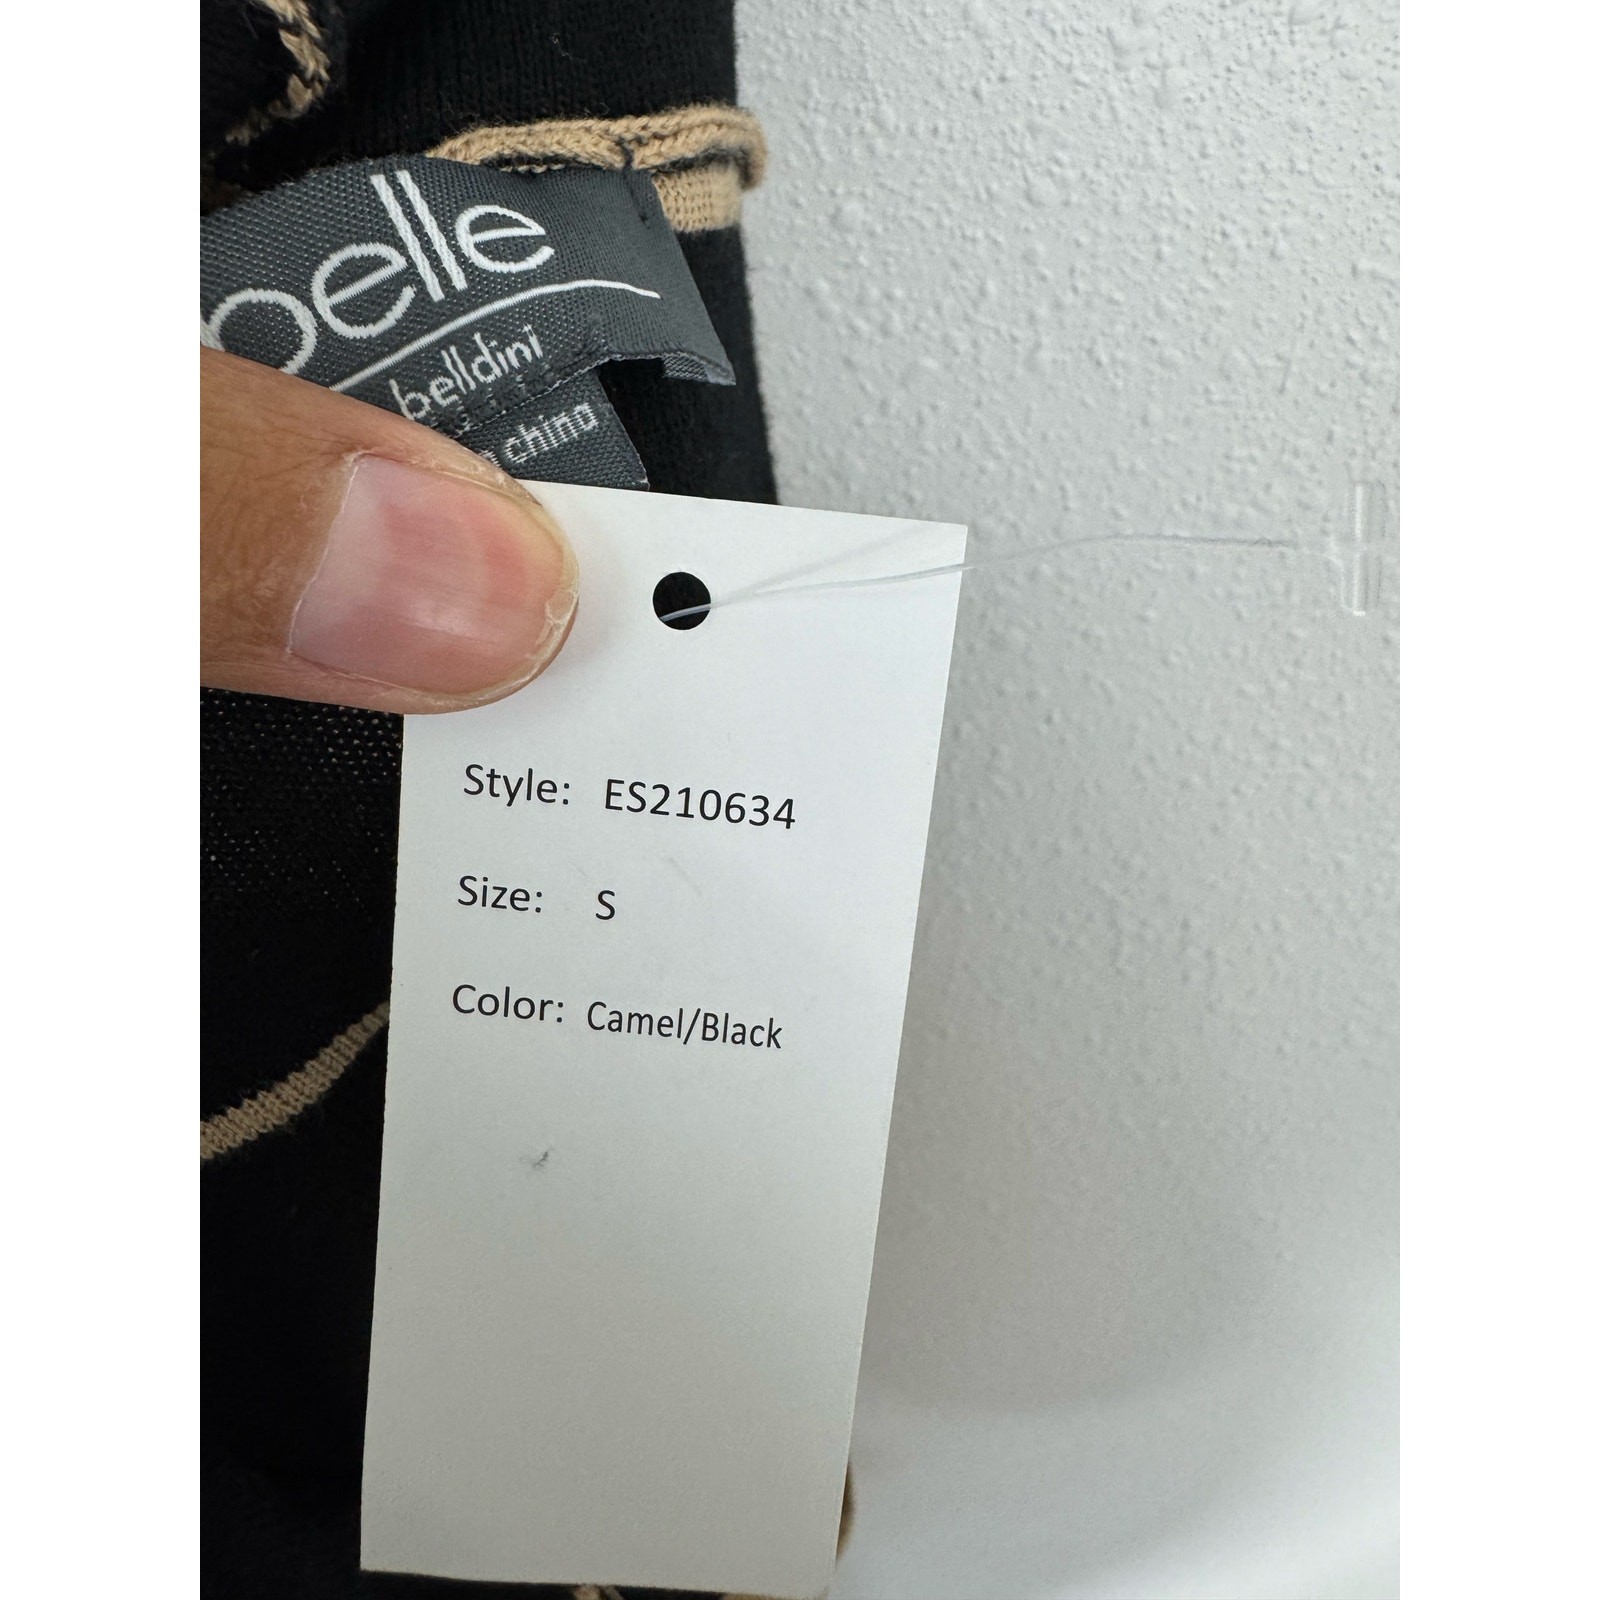 belle
belldini
china
Style: ES210634
Size: S
Color: Camel/Black